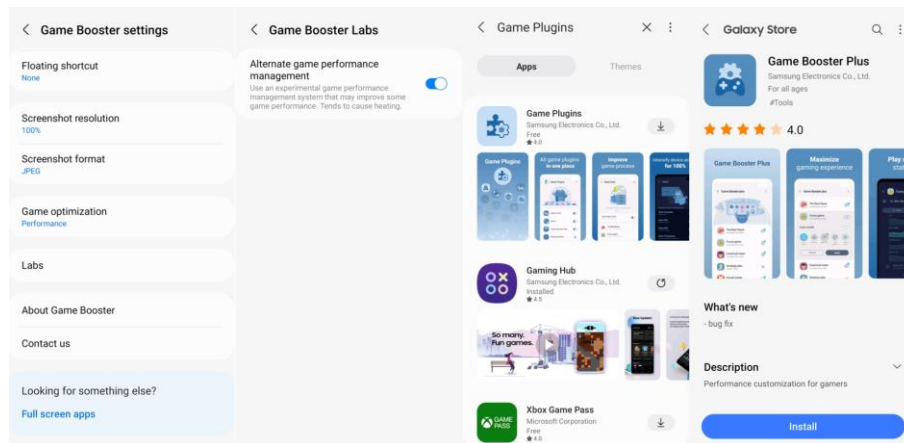 Game Booster settings
Floating shortcut
None
Screenshot resolution
100%
Screenshot format
JPEG
Game optimization
Performance
Labs
About Game Booster
Contact us
Looking for something else?
Full screen apps
Game Booster Labs
Alternate game performance
management
Use an experimental game performance
management system that may improve some
game performance. Tends to cause heating.
Game Plugins
Apps
Themes
Game Plugins
Samsung Electronics Co., Ltd.
Free
★4.0
Game Plugins
All game plugins
in one place
Improve
game process
for 100%
Gaming Hub
Samsung Electronics Co., Ltd.
Installed
★4.5
So many.
Fun games.
Xbox Game Pass
Microsoft Corporation
Free
★4.0
GAME
PASS
Galaxy Store
Game Booster Plus
Samsung Electronics Co., Ltd.
For all ages
#Tools
4.0
Game Booster Plus
Maximize
gaming experience
Play
What's new
- bug fix
Description
Performance customization for gamers
Install